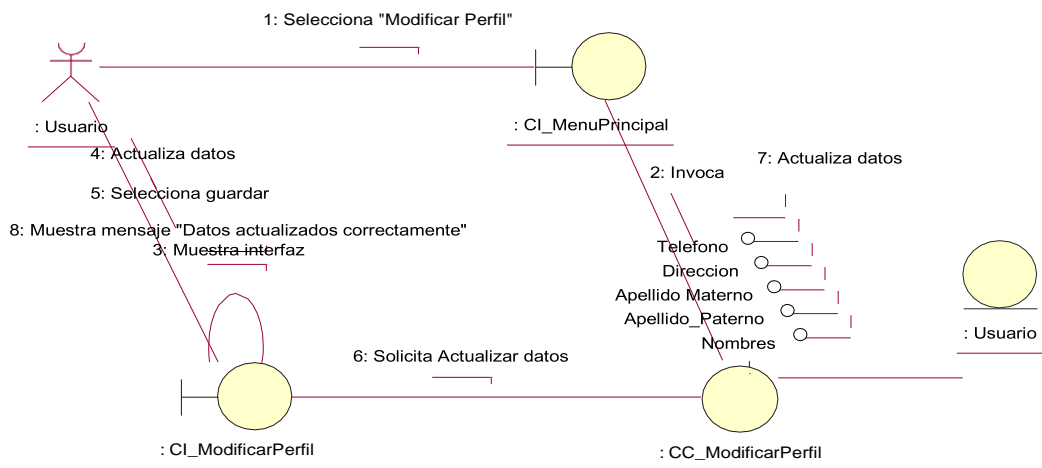 1: Selecciona "Modificar Perfil"
: Usuario
: CI_MenuPrincipal
4: Actualiza datos
7: Actualiza datos
2: Invoca
5: Selecciona guardar
8: Muestra mensaje "Datos actualizados correctamente"
3: Muestra interfaz
Telefono
Direccion
Apellido Materno
Apellido_Paterno
Nombres
: Usuario
6: Solicita Actualizar datos
: CI_ModificarPerfil
: CC_ModificarPerfil